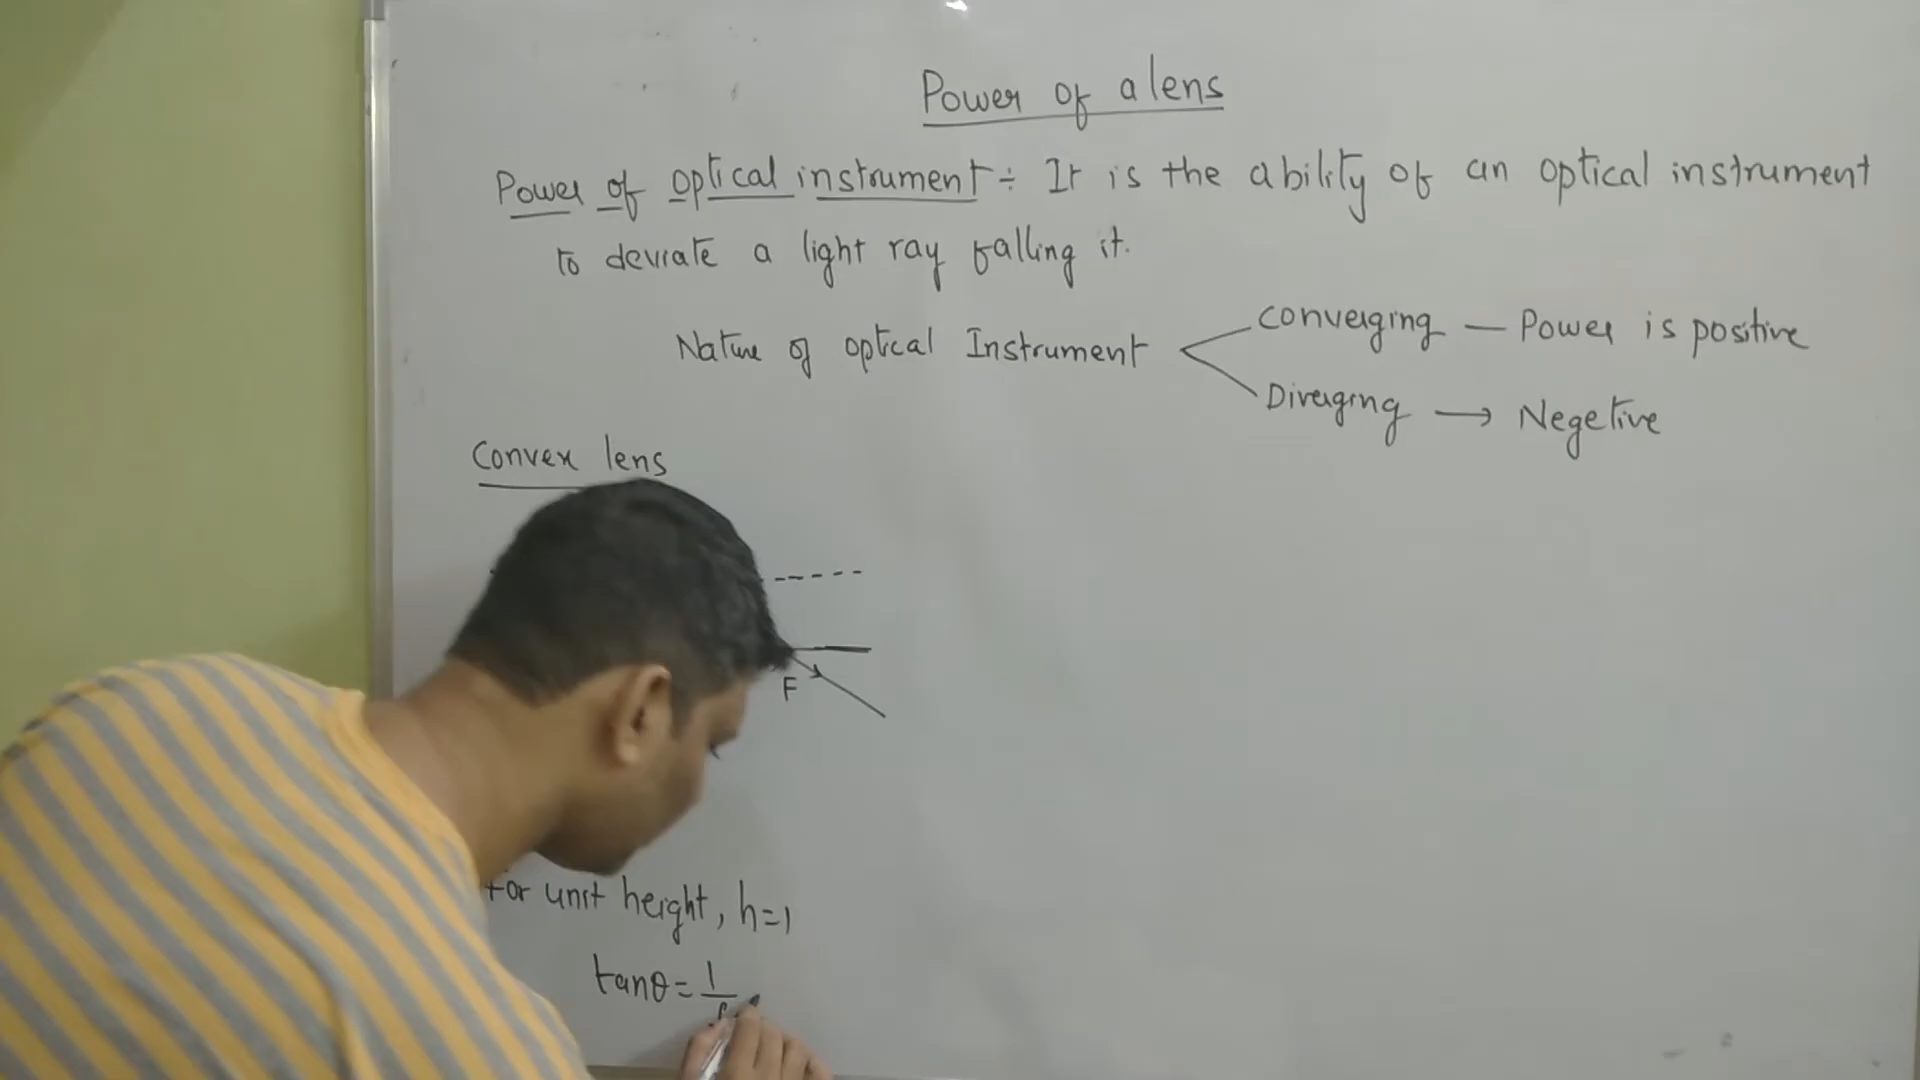 Power of a lens
Power of optical instrument ÷ It is the ability of an optical instrument
to deviate a light ray falling it.
Nature of optical Instrument
Converging — Power is positive
Diverging → Negetive
Convex lens
F
For unit height, h=1
tanθ = 1/f